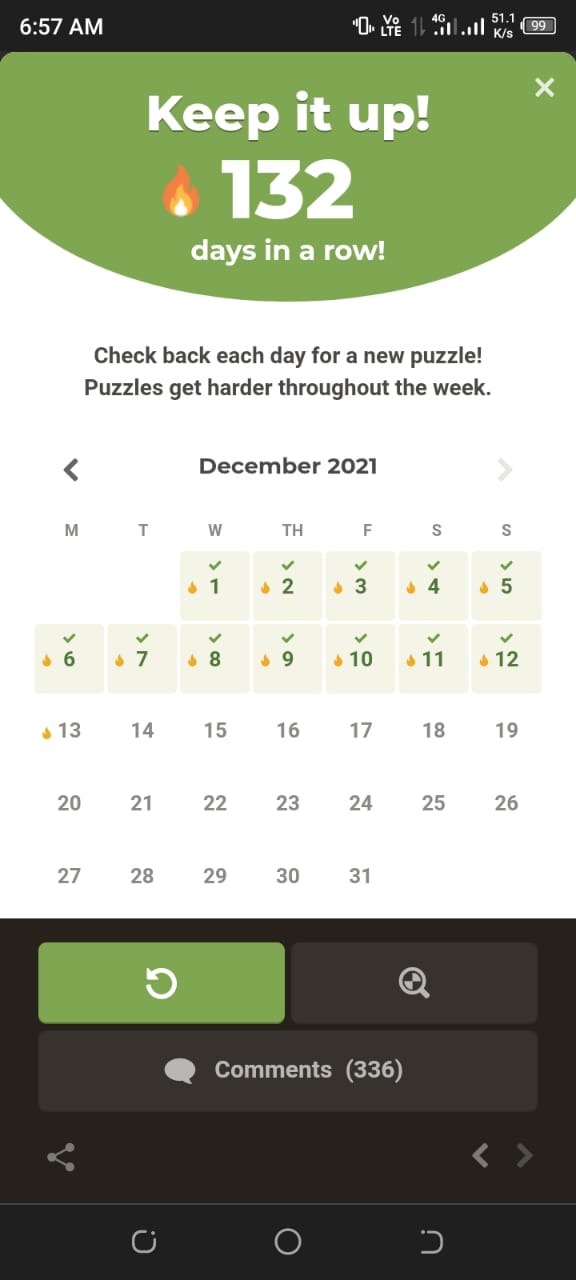 6:57 AM Vo LTE 4G 51.1 K/s 99
Keep it up!
132
days in a row!
Check back each day for a new puzzle!
Puzzles get harder throughout the week.
December 2021
M T W TH F S S
1 2 3 4 5
6 7 8 9 10 11 12
13 14 15 16 17 18 19
20 21 22 23 24 25 26
27 28 29 30 31
Comments (336)